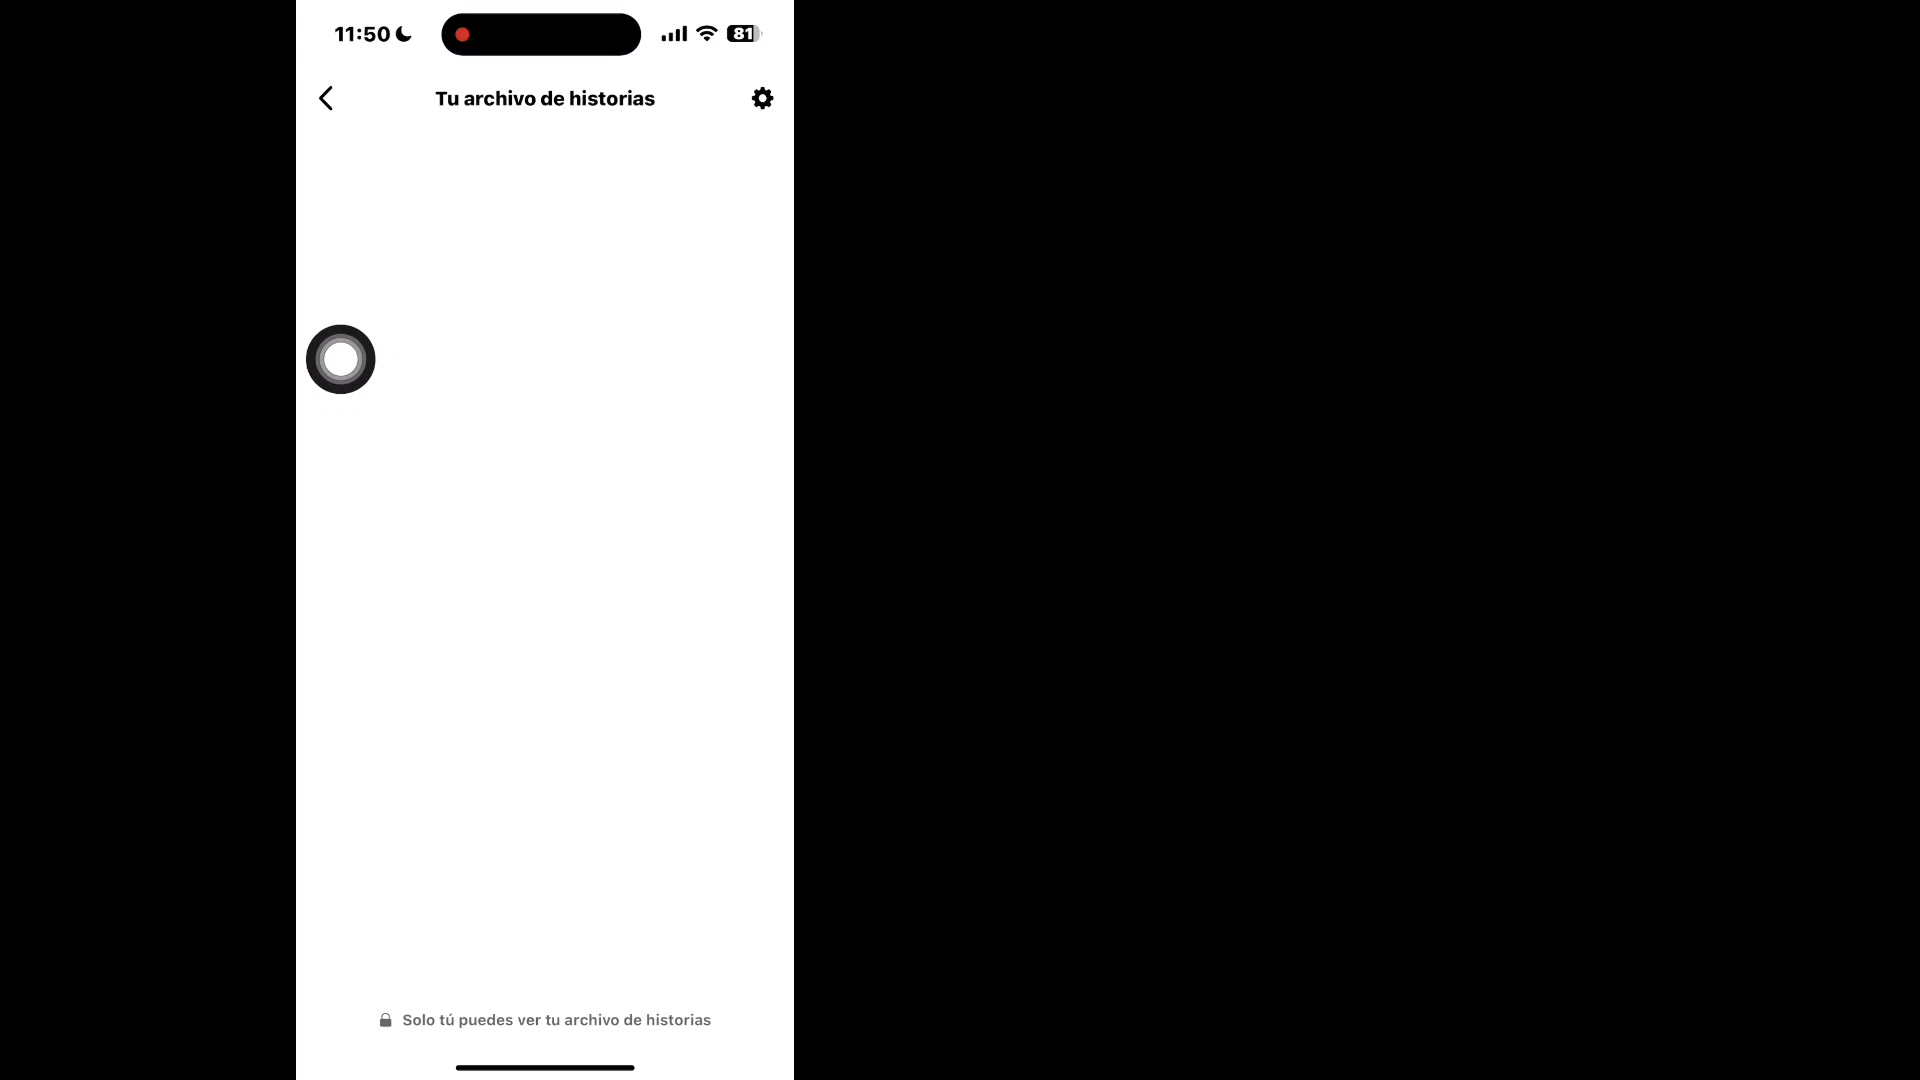 11:50
81
Tu archivo de historias
Solo tú puedes ver tu archivo de historias